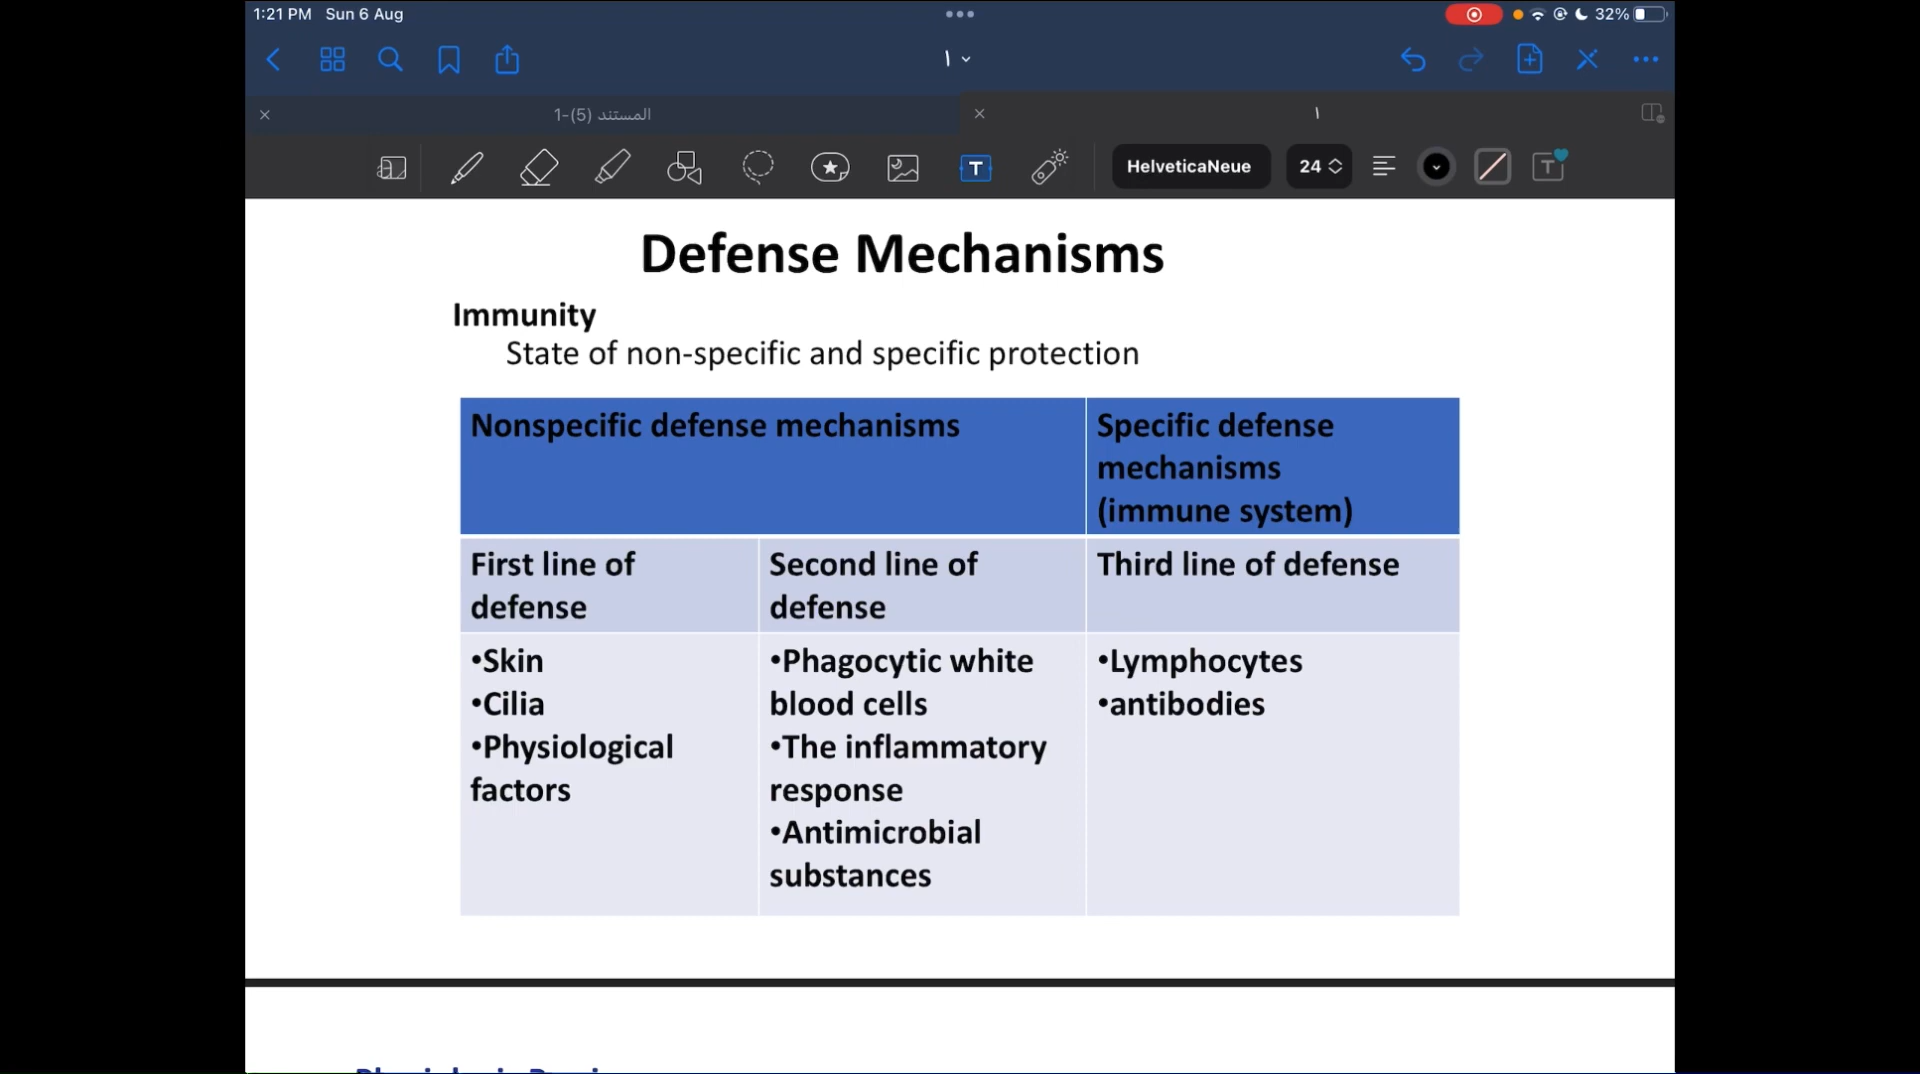 1:21 PM Sun 6 Aug
32%
١
المستند (5)-1
١
HelveticaNeue
24
Defense Mechanisms
Immunity
State of non-specific and specific protection
Nonspecific defense mechanisms
Specific defense
mechanisms
(immune system)
First line of
defense
Second line of
defense
Third line of defense
•Skin
•Cilia
•Physiological
factors
•Phagocytic white
blood cells
•The inflammatory
response
•Antimicrobial
substances
•Lymphocytes
•antibodies